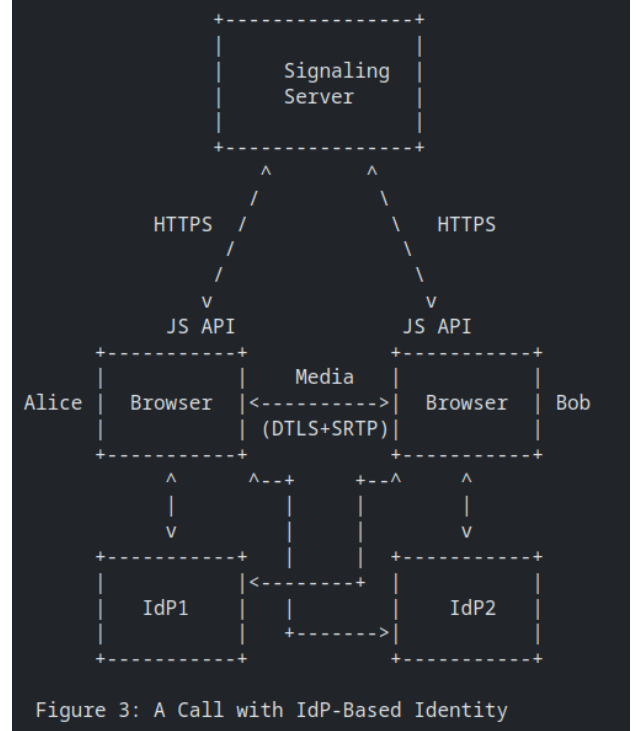 Signaling
Server
HTTPS HTTPS
JS API JS API
Media
Alice Browser Browser Bob
(DTLS+SRTP)
IdP1 IdP2
Figure 3: A Call with IdP-Based Identity